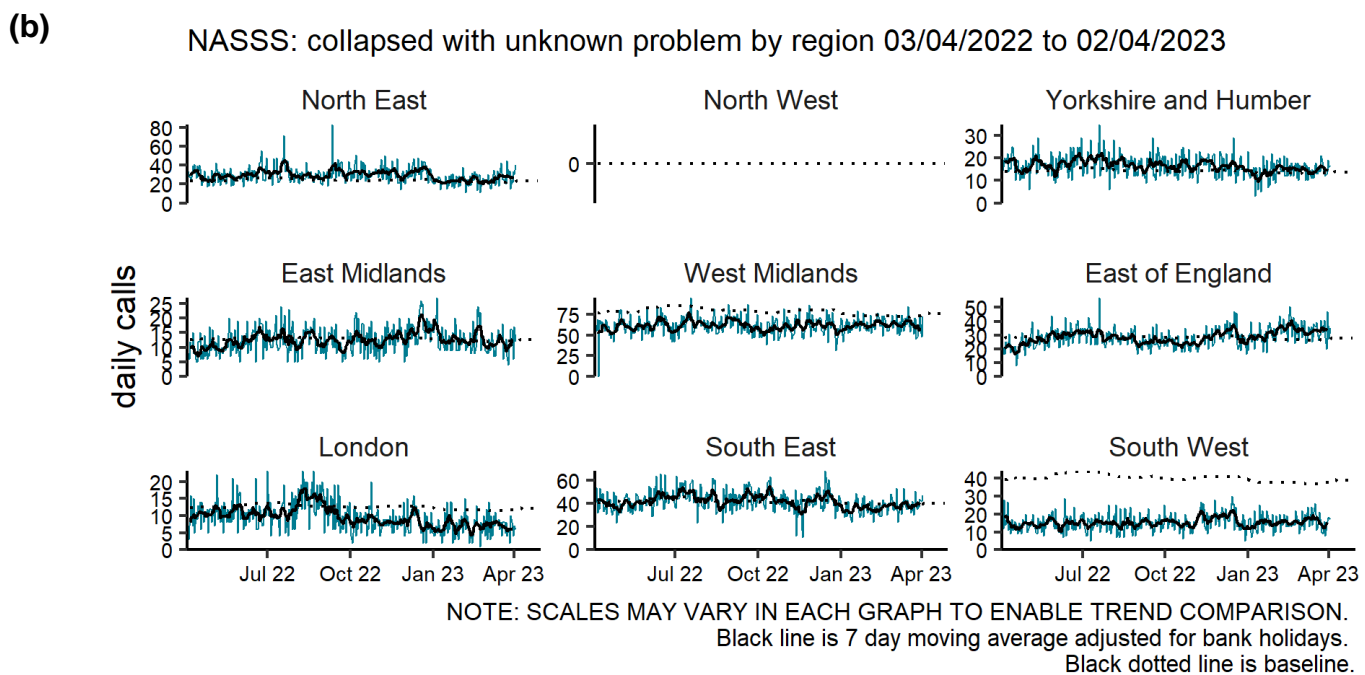 (b)
NASSS: collapsed with unknown problem by region 03/04/2022 to 02/04/2023
North East
North West
Yorkshire and Humber
80
60
40
20
0
0
30
20
10
0
daily calls
East Midlands
West Midlands
East of England
25
20
15
10
5
0
75
50
25
0
50
40
30
20
10
0
London
South East
South West
20
15
10
5
0
60
40
20
0
40
30
20
10
0
Jul 22 Oct 22 Jan 23 Apr 23
Jul 22 Oct 22 Jan 23 Apr 23
Jul 22 Oct 22 Jan 23 Apr 23
NOTE: SCALES MAY VARY IN EACH GRAPH TO ENABLE TREND COMPARISON.
Black line is 7 day moving average adjusted for bank holidays.
Black dotted line is baseline.